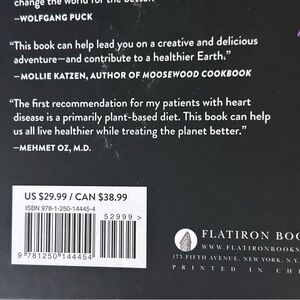 change the world for the better
—WOLFGANG PUCK
"This book can help lead you on a creative and delicious
adventure—and contribute to a healthier Earth."
—MOLLIE KATZEN, AUTHOR OF MOOSEWOOD COOKBOOK
"The first recommendation for my patients with heart
disease is a primarily plant-based diet. This book can help
us all live healthier while treating the planet better."
—MEHMET OZ, M.D.
US $29.99 / CAN $38.99
ISBN 978-1-250-14445-4
52999
9 781250 144454
FLATIRON BOO
WWW.FLATIRONBOOKS
175 FIFTH AVENUE, NEW YORK, N.Y.
PRINTED IN CH